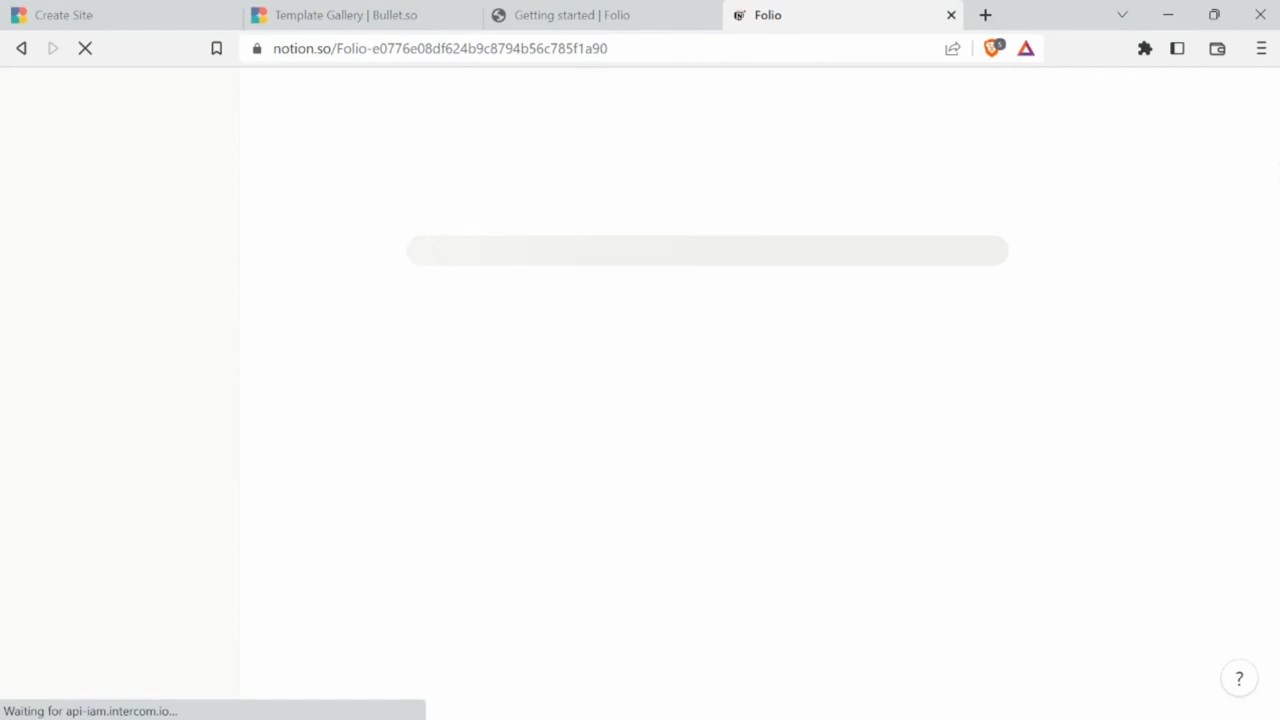 Create Site
Template Gallery | Bullet.so
Getting started | Folio
Folio
notion.so/Folio-e0776e08df624b9c8794b56c785f1a90
5
?
Waiting for api-iam.intercom.io...